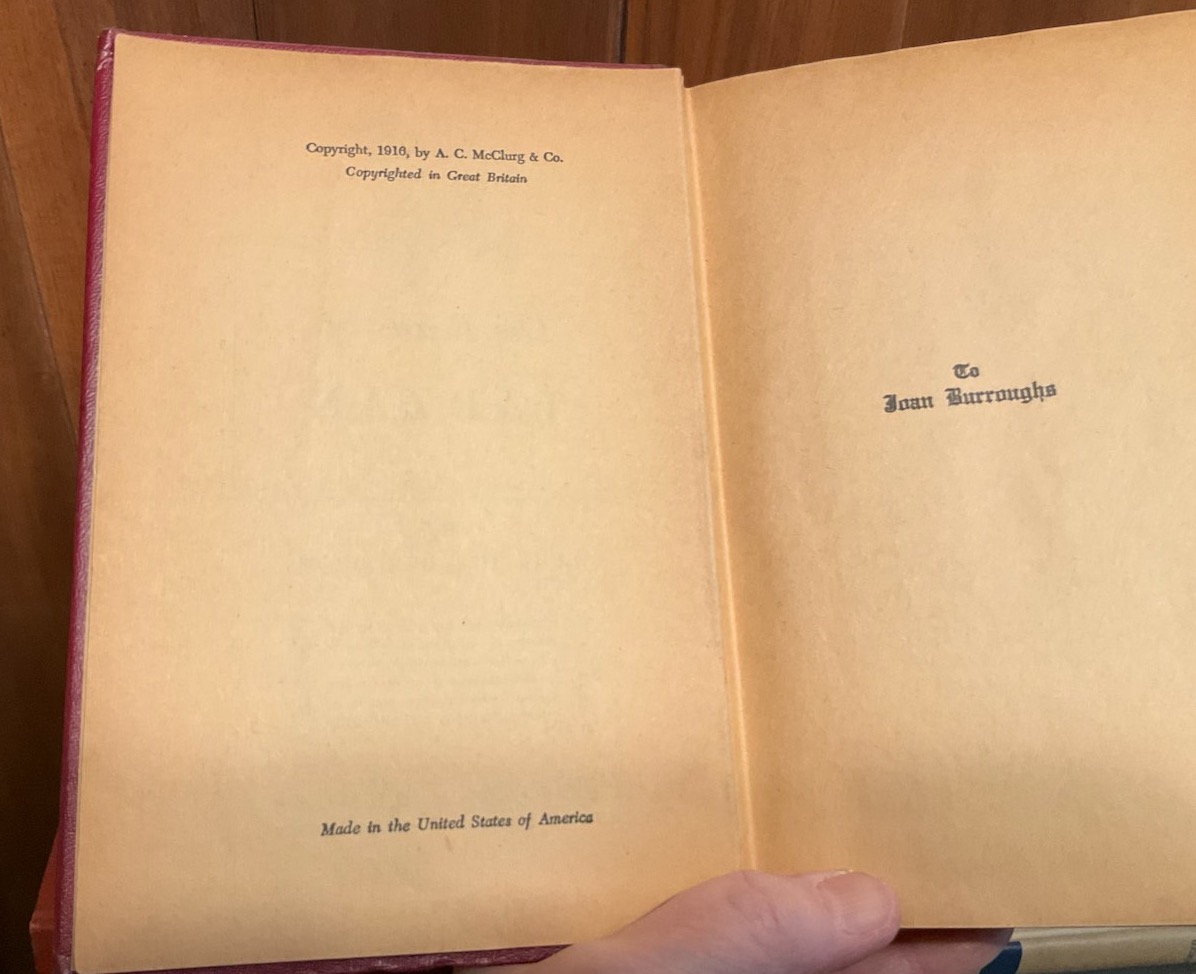 Copyright, 1916, by A. C. McClurg & Co.
Copyrighted in Great Britain
Made in the United States of America
To
Joan Burroughs